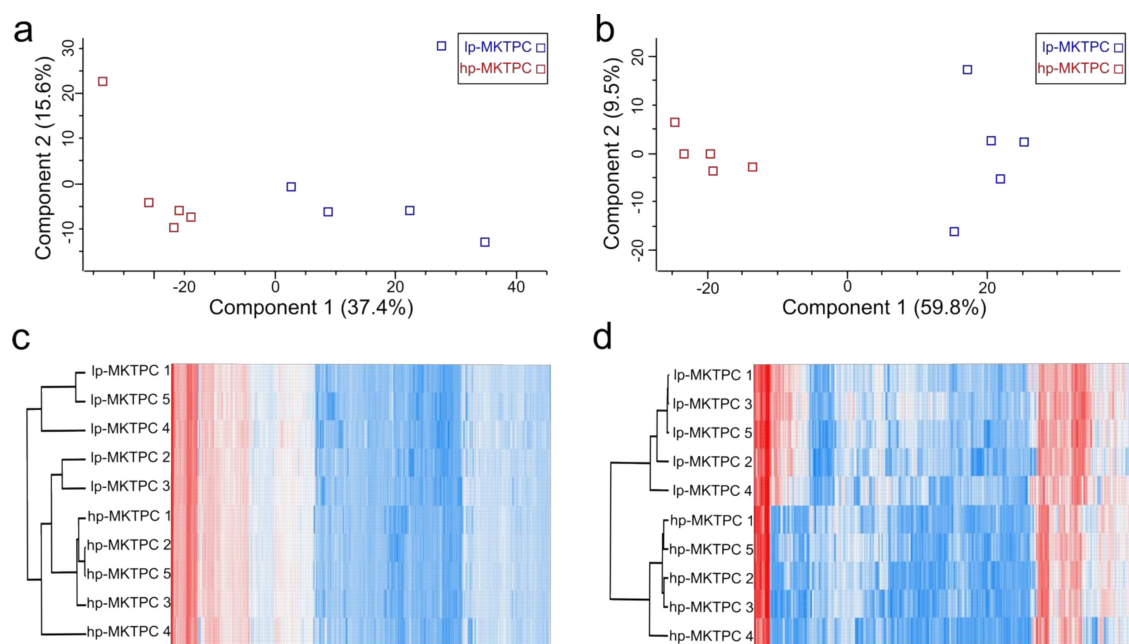 a
lp-MKTPC
hp-MKTPC
Component 2 (15.6%)
30
20
10
0
-10
-20
0
20
40
Component 1 (37.4%)
b
lp-MKTPC
hp-MKTPC
Component 2 (9.5%)
20
10
0
-10
-20
-20
0
20
Component 1 (59.8%)
c
lp-MKTPC 1
lp-MKTPC 5
lp-MKTPC 4
lp-MKTPC 2
lp-MKTPC 3
hp-MKTPC 1
hp-MKTPC 2
hp-MKTPC 5
hp-MKTPC 3
hp-MKTPC 4
d
lp-MKTPC 1
lp-MKTPC 3
lp-MKTPC 5
lp-MKTPC 2
lp-MKTPC 4
hp-MKTPC 1
hp-MKTPC 5
hp-MKTPC 2
hp-MKTPC 3
hp-MKTPC 4